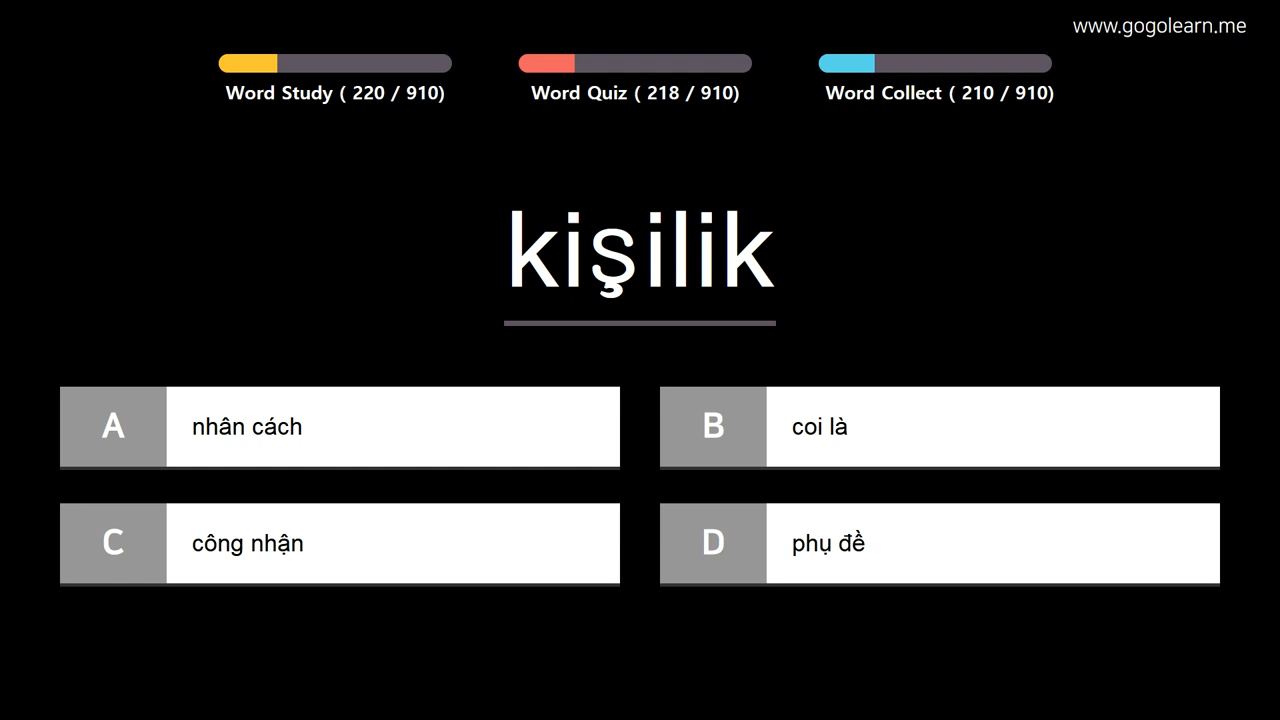 www.gogolearn.me
Word Study ( 220 / 910)
Word Quiz ( 218 / 910)
Word Collect ( 210 / 910)
kişilik
A nhân cách
B coi là
C công nhận
D phụ đề